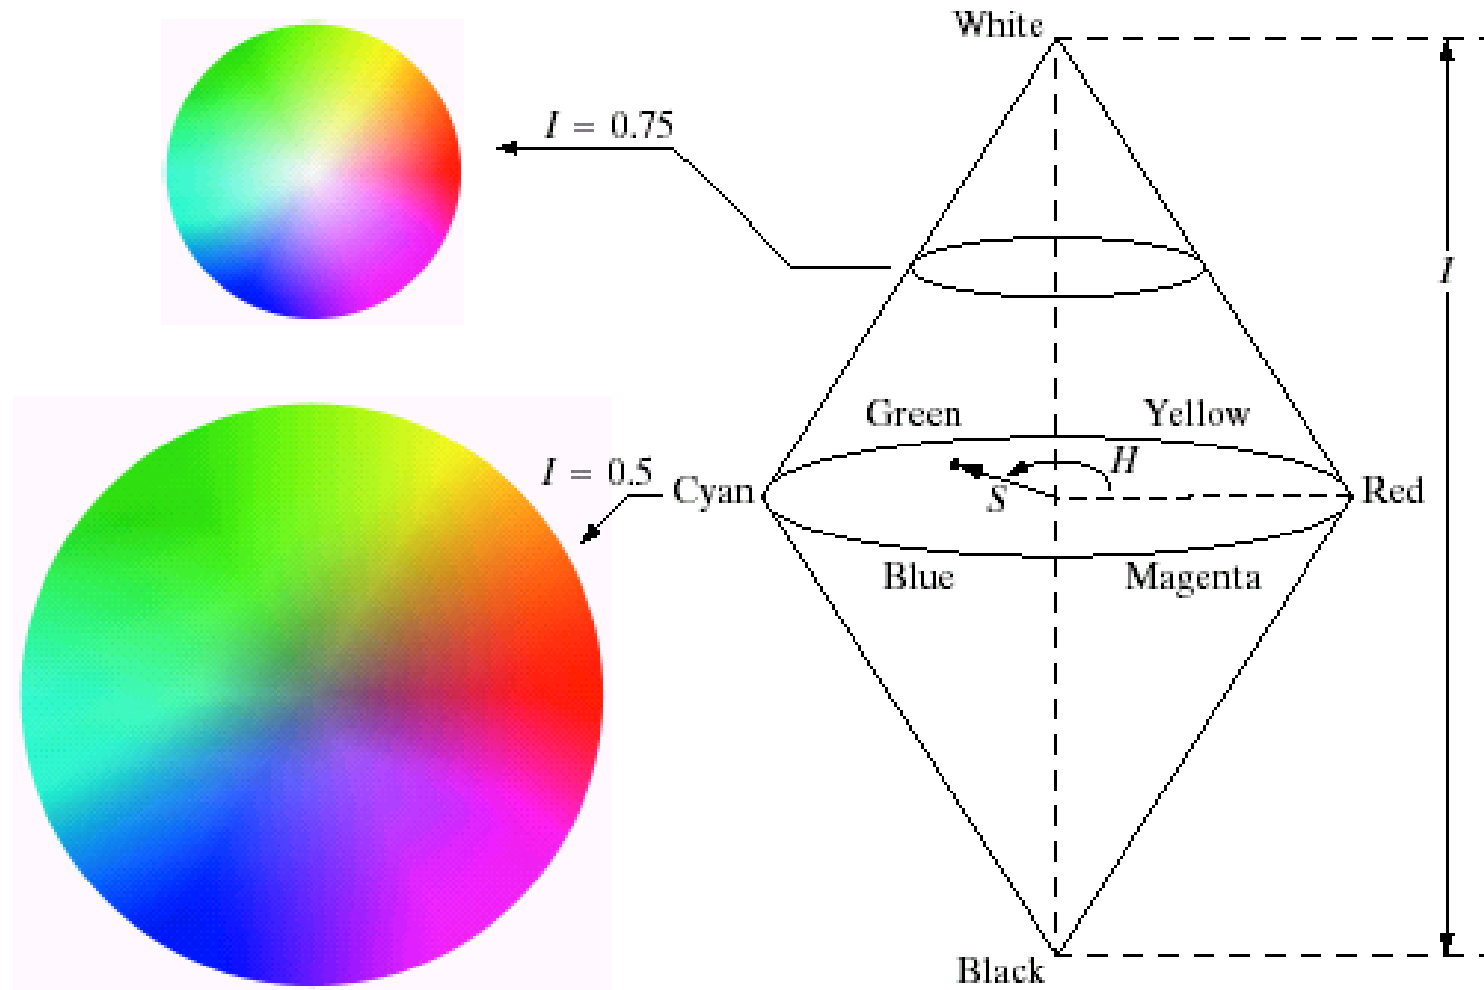 White
I = 0.75
I
Green Yellow
H
I = 0.5
Cyan S Red
Blue Magenta
Black